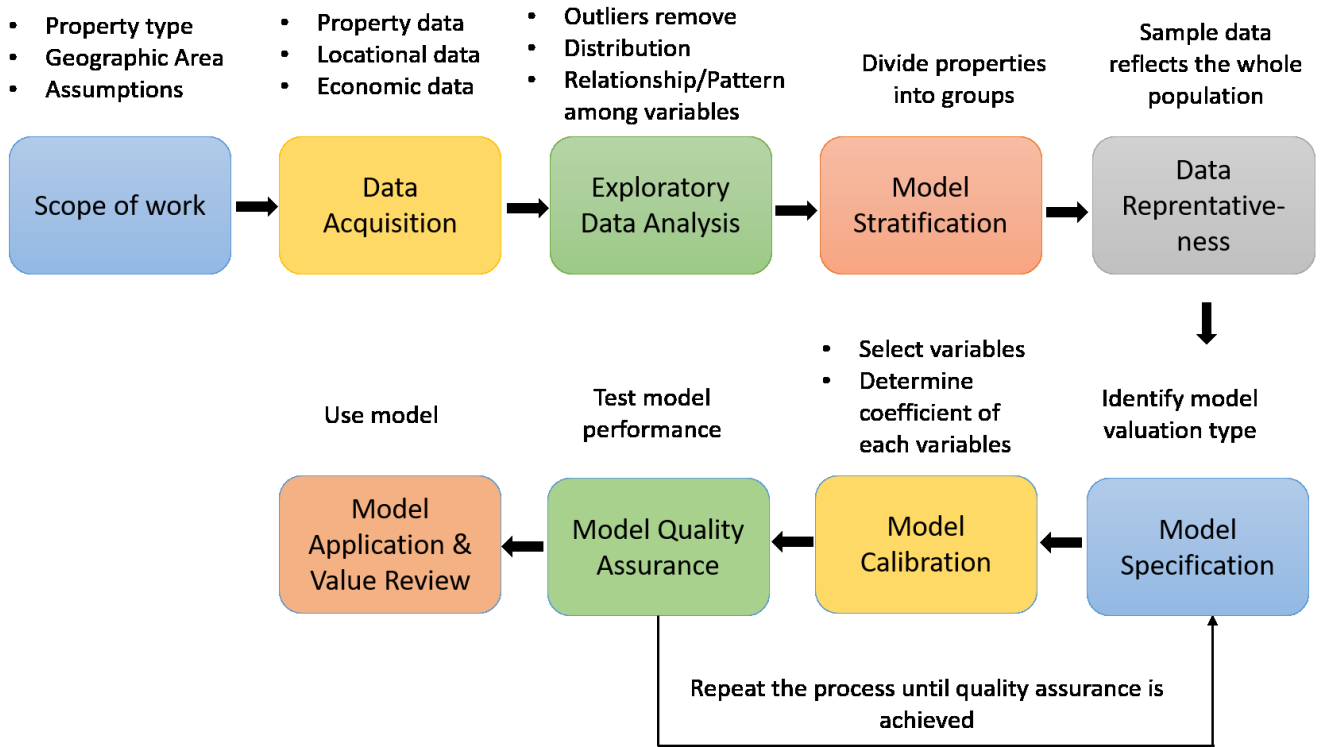 • Property type
• Geographic Area
• Assumptions
Scope of work
• Property data
• Locational data
• Economic data
Data
Acquisition
• Outliers remove
• Distribution
• Relationship/Pattern
among variables
Exploratory
Data Analysis
Divide properties
into groups
Model
Stratification
Sample data
reflects the whole
population
Data
Reprentative-
ness
Identify model
valuation type
Model
Specification
• Select variables
• Determine
coefficient of
each variables
Model
Calibration
Test model
performance
Model Quality
Assurance
Use model
Model
Application &
Value Review
Repeat the process until quality assurance is
achieved